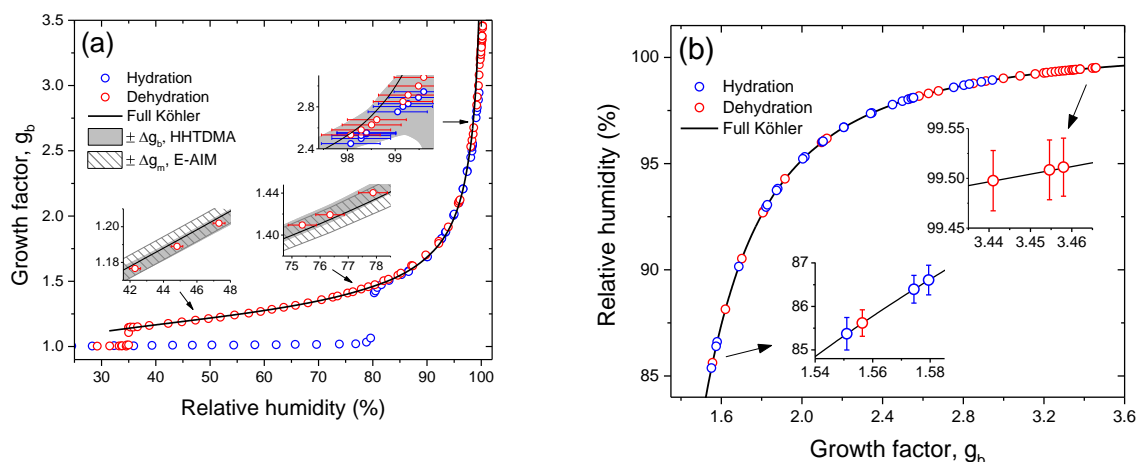 (a)
Hydration
Dehydration
Full Köhler
± Δg_b, HHTDMA
± Δg_m, E-AIM
Growth factor, g_b
3.5
3.0
2.5
2.0
1.5
1.0
30 40 50 60 70 80 90 100
Relative humidity (%)
2.8
2.4
98 99
1.44
1.40
75 76 77 78
1.20
1.18
42 44 46 48
(b)
Hydration
Dehydration
Full Köhler
Relative humidity (%)
100
95
90
85
1.6 2.0 2.4 2.8 3.2 3.6
Growth factor, g_b
99.55
99.50
99.45
3.44 3.45 3.46
87
86
85
1.54 1.56 1.58